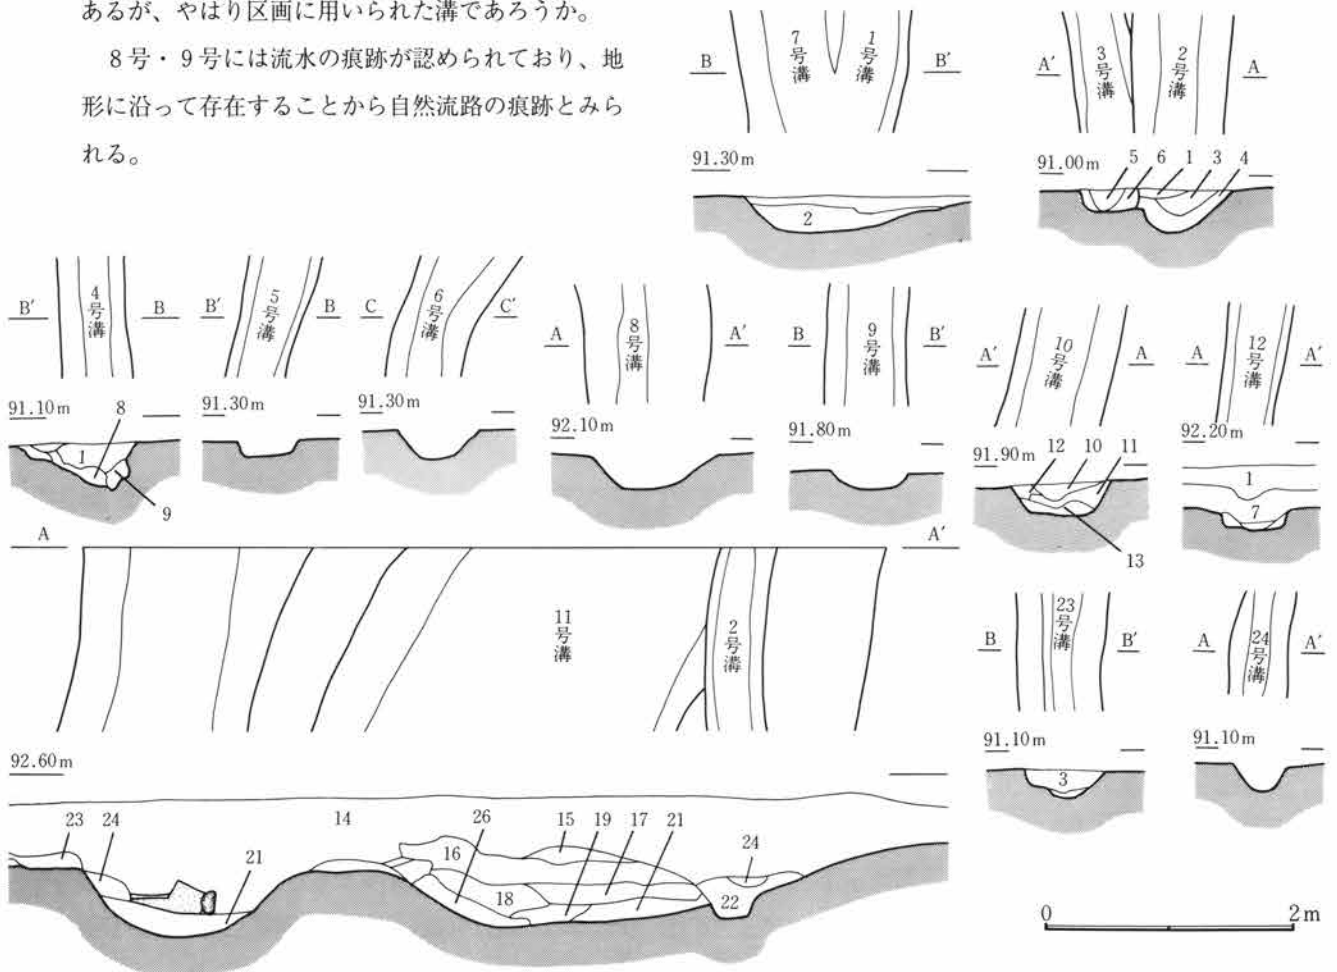 あるが、やはり区画に用いられた溝であろうか。
　8号・9号には流水の痕跡が認められており、地
形に沿って存在することから自然流路の痕跡とみら
れる。
B 7号溝 1号溝 B′
91.30m
2
A′ 3号溝 2号溝 A
91.00m 5 6 1 3 4
B′ 4号溝 B
91.10m 8
1
9
B′ 5号溝 B
91.30m
C 6号溝 C′
91.30m
A 8号溝 A′
92.10m
B 9号溝 B′
91.80m
A′ 10号溝 A
91.90m 12 10 11
13
A 12号溝 A′
92.20m
1
7
A 11号溝 2号溝 A′
92.60m
23 24 14 26 15 19 17 21
16 24
21
18 22
B 23号溝 B′
91.10m
3
A 24号溝 A′
91.10m
0 2m